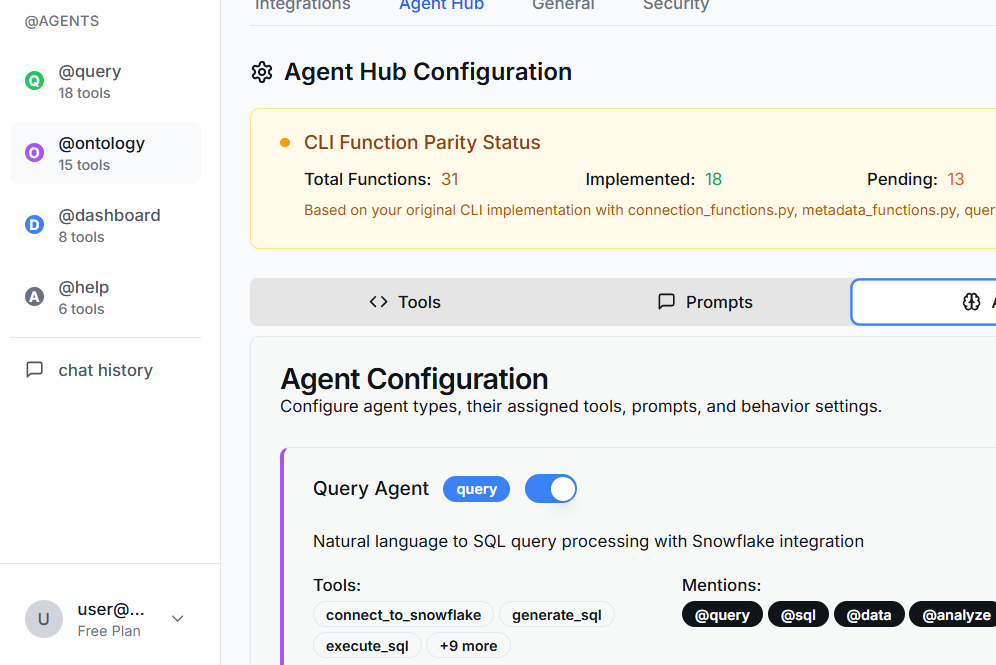 @AGENTS
Q
@query
18 tools
O
@ontology
15 tools
D
@dashboard
8 tools
A
@help
6 tools
chat history
U
user@...
Free Plan
Integrations Agent Hub General Security
Agent Hub Configuration
CLI Function Parity Status
Total Functions: 31 Implemented: 18 Pending: 13
Based on your original CLI implementation with connection_functions.py, metadata_functions.py, quer
Tools Prompts A
Agent Configuration
Configure agent types, their assigned tools, prompts, and behavior settings.
Query Agent query
Natural language to SQL query processing with Snowflake integration
Tools: Mentions:
connect_to_snowflake generate_sql @query @sql @data @analyze
execute_sql +9 more